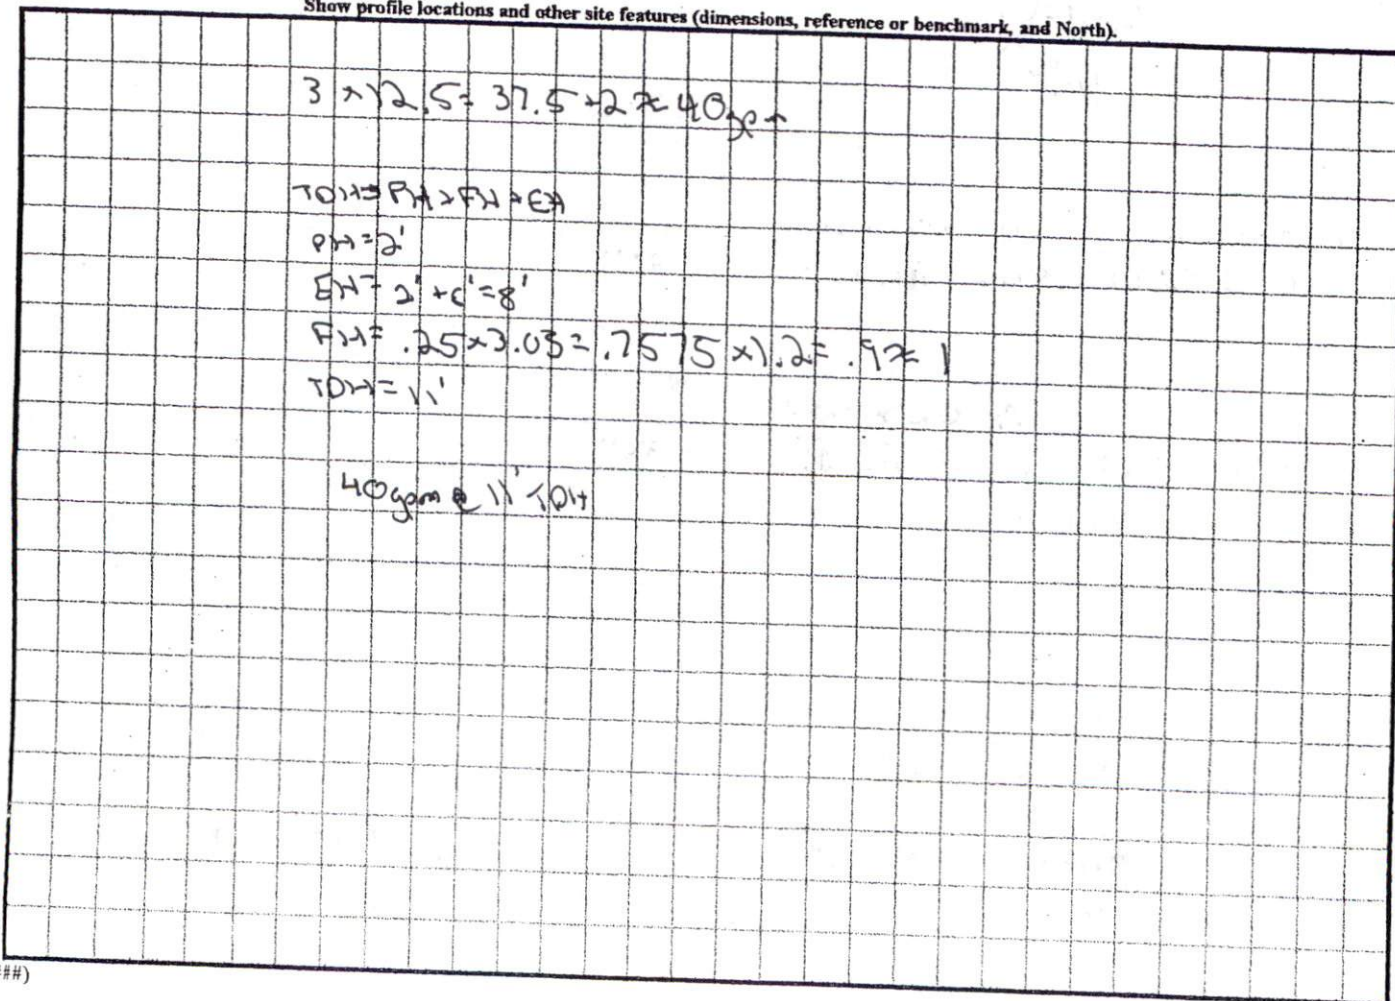 Show profile locations and other site features (dimensions, reference or benchmark, and North).
3 × 12.5 = 37.5 + 2 ≈ 40 gpm
TDH = PH + FH + EH
PH = 2'
EH = 2' + 6' = 8'
FH = .25 × 3.03 = .7575 × 1.2 = .9 ≈ 1
TDH = 11'
40 gpm @ 11' TDH
##)